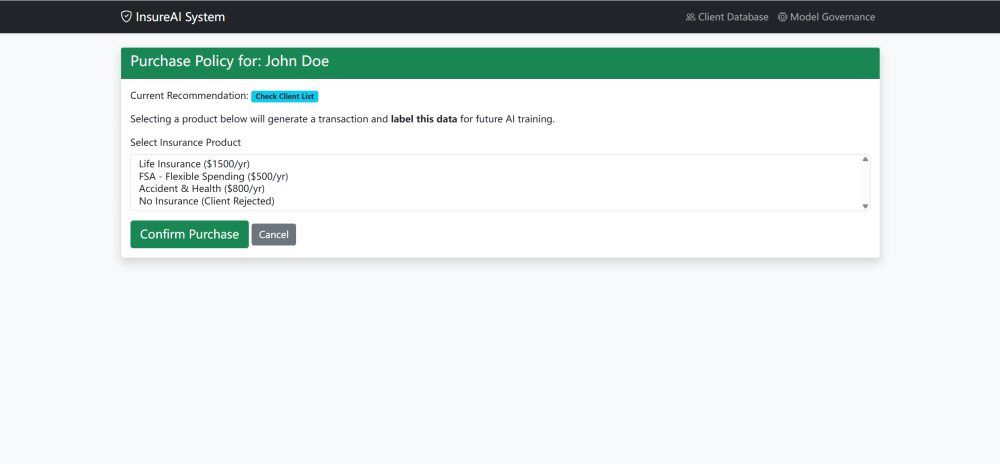 InsureAI System
Client Database
Model Governance
Purchase Policy for: John Doe
Current Recommendation: Check Client List
Selecting a product below will generate a transaction and label this data for future AI training.
Select Insurance Product
Life Insurance ($1500/yr)
FSA - Flexible Spending ($500/yr)
Accident & Health ($800/yr)
No Insurance (Client Rejected)
Confirm Purchase
Cancel